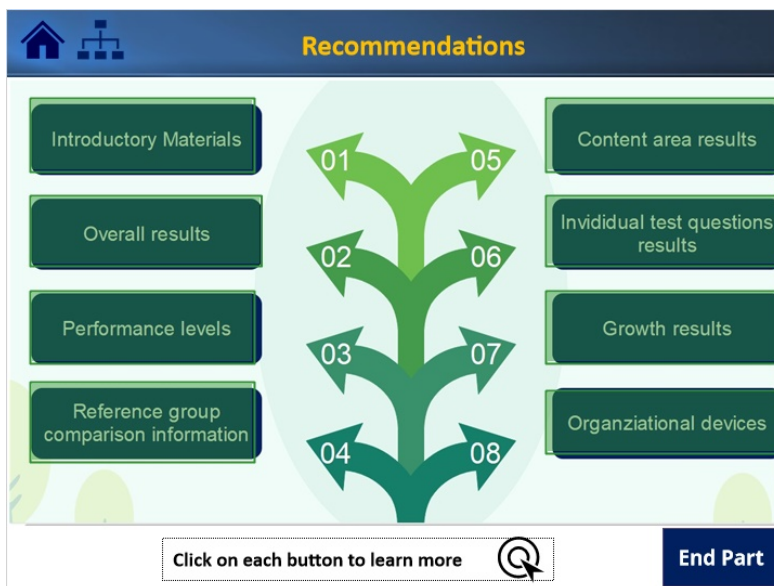 Recommendations
Introductory Materials
01
05
Content area results
Overall results
02
06
Invididual test questions
results
Performance levels
03
07
Growth results
Reference group
comparison information
04
08
Organziational devices
Click on each button to learn more
End Part